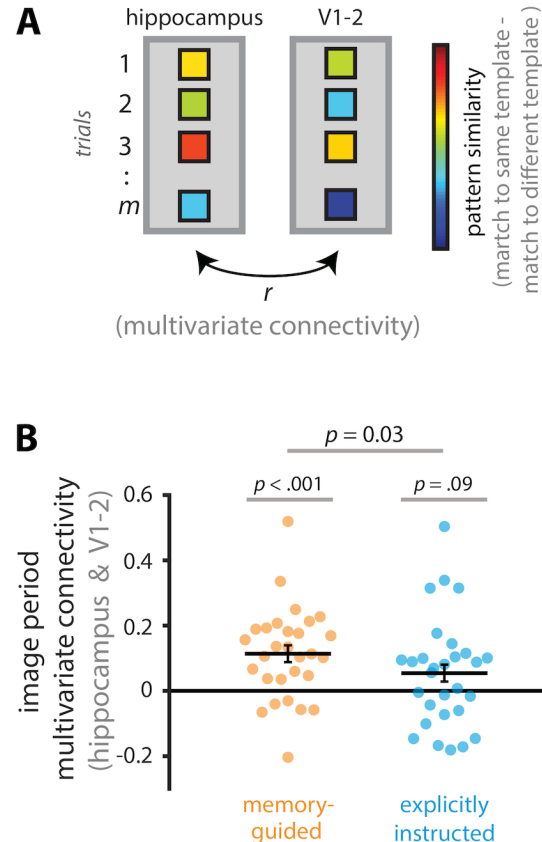 A
hippocampus
V1-2
trials
1
2
3
:
m
r
(multivariate connectivity)
pattern similarity
(martch to same template -
match to different template )
B
p = 0.03
p < .001
p = .09
image period
multivariate connectivity
(hippocampus & V1-2)
0.6
0.4
0.2
0
-0.2
memory-
guided
explicitly
instructed